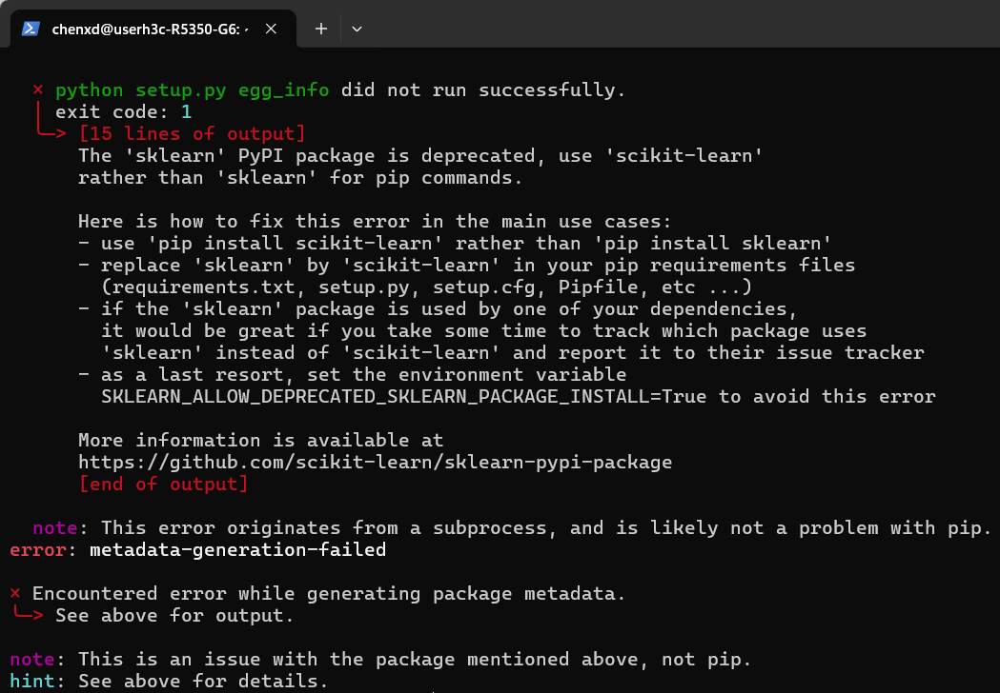 chenxd@userh3c-R5350-G6: ·
× python setup.py egg_info did not run successfully.
│ exit code: 1
╰─> [15 lines of output]
The 'sklearn' PyPI package is deprecated, use 'scikit-learn'
rather than 'sklearn' for pip commands.
Here is how to fix this error in the main use cases:
- use 'pip install scikit-learn' rather than 'pip install sklearn'
- replace 'sklearn' by 'scikit-learn' in your pip requirements files
(requirements.txt, setup.py, setup.cfg, Pipfile, etc ...)
- if the 'sklearn' package is used by one of your dependencies,
it would be great if you take some time to track which package uses
'sklearn' instead of 'scikit-learn' and report it to their issue tracker
- as a last resort, set the environment variable
SKLEARN_ALLOW_DEPRECATED_SKLEARN_PACKAGE_INSTALL=True to avoid this error
More information is available at
https://github.com/scikit-learn/sklearn-pypi-package
[end of output]
note: This error originates from a subprocess, and is likely not a problem with pip.
error: metadata-generation-failed
× Encountered error while generating package metadata.
╰─> See above for output.
note: This is an issue with the package mentioned above, not pip.
hint: See above for details.